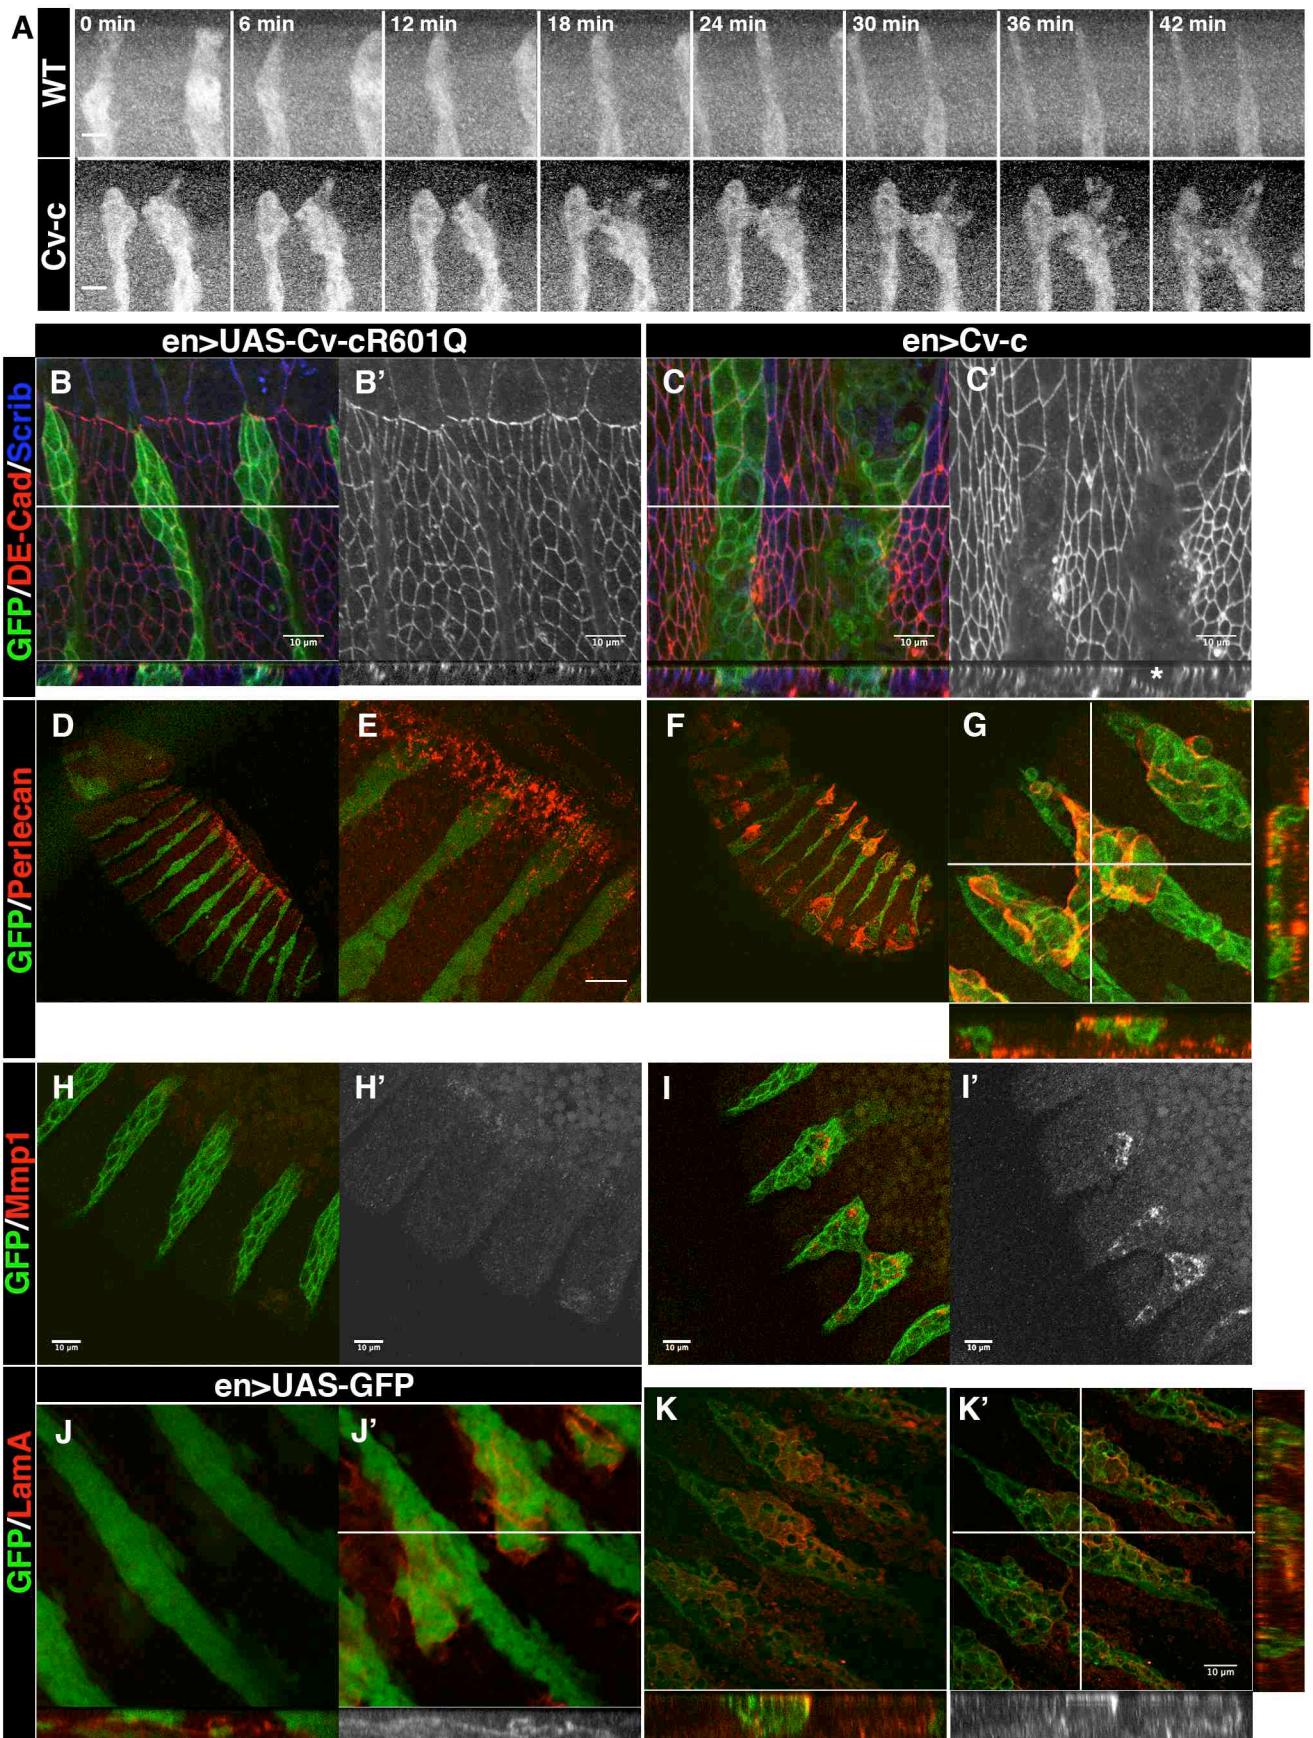 A
WT
0 min 6 min 12 min 18 min 24 min 30 min 36 min 42 min
Cv-c
en>UAS-Cv-cR601Q en>Cv-c
GFP/DE-Cad/Scrib
B B' C C'
10 µm 10 µm 10 µm 10 µm
*
GFP/Perlecan
D E F G
GFP/Mmp1
H H' I I'
10 µm 10 µm 10 µm 10 µm
en>UAS-GFP
GFP/LamA
J J' K K'
10 µm